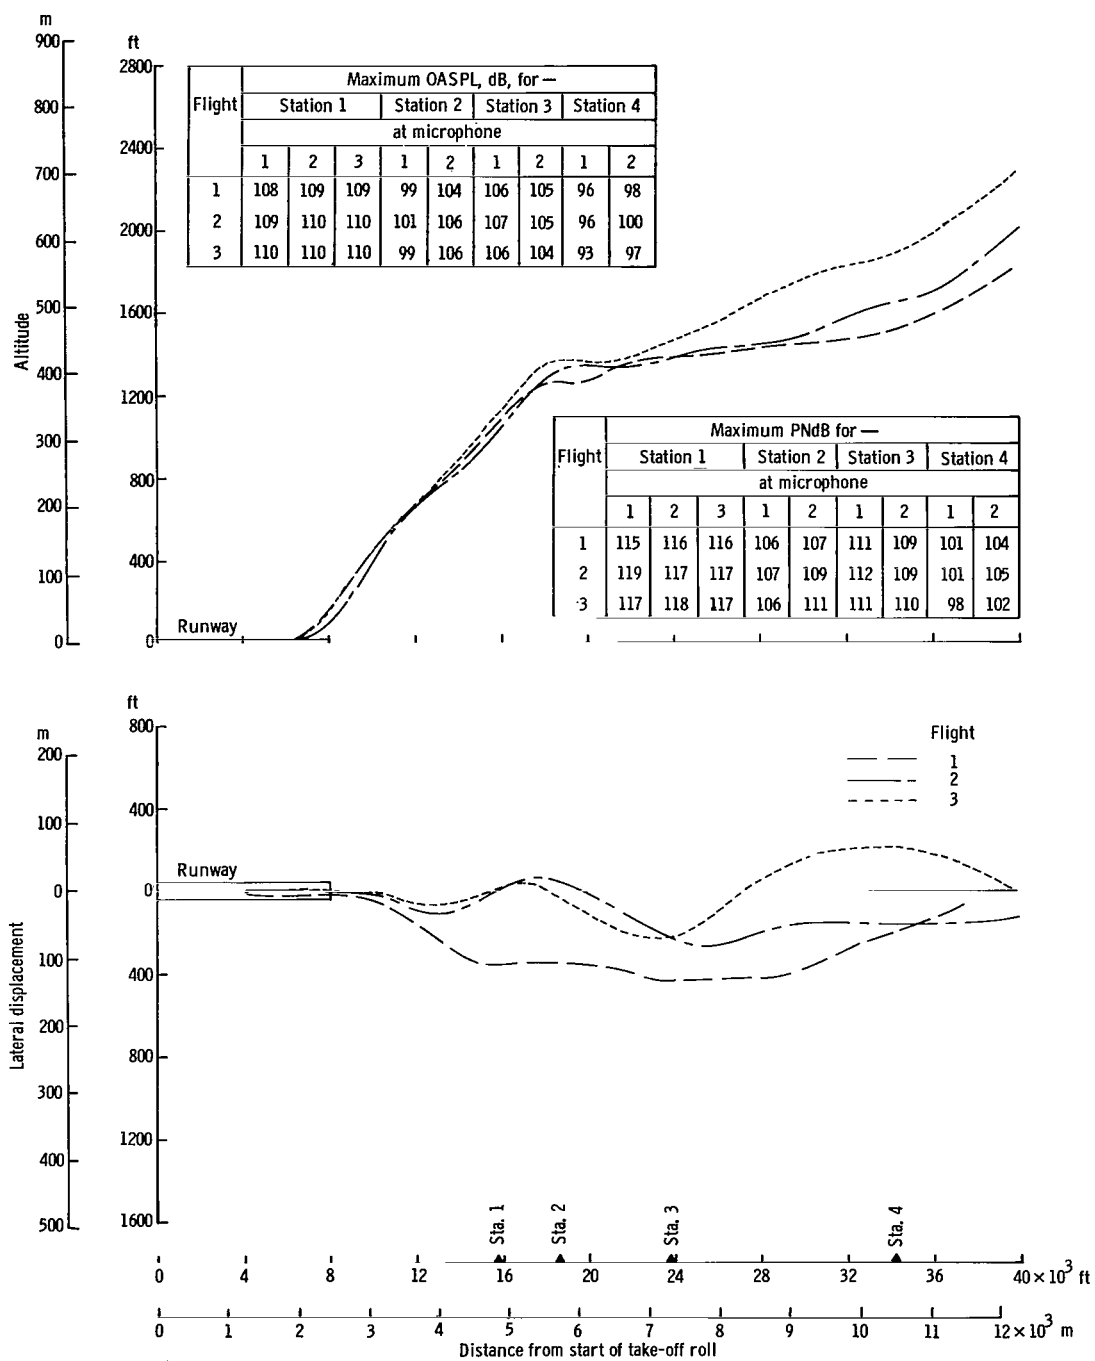 m
900
800
700
600
500
400
300
200
100
0
Altitude
ft
2800
2400
2000
1600
1200
800
400
0
Runway
Maximum OASPL, dB, for —
Flight Station 1 Station 2 Station 3 Station 4
at microphone
1 2 3 1 2 1 2 1 2
1 108 109 109 99 104 106 105 96 98
2 109 110 110 101 106 107 105 96 100
3 110 110 110 99 106 106 104 93 97
Maximum PNdB for —
Flight Station 1 Station 2 Station 3 Station 4
at microphone
1 2 3 1 2 1 2 1 2
1 115 116 116 106 107 111 109 101 104
2 119 117 117 107 109 112 109 101 105
3 117 118 117 106 111 111 110 98 102
m
200
100
0
100
200
300
400
500
Lateral displacement
ft
800
400
0
400
800
1200
1600
Runway
Flight
1
2
3
Sta. 1
Sta. 2
Sta. 3
Sta. 4
0 4 8 12 16 20 24 28 32 36 40 × 10³ ft
0 1 2 3 4 5 6 7 8 9 10 11 12 × 10³ m
Distance from start of take-off roll